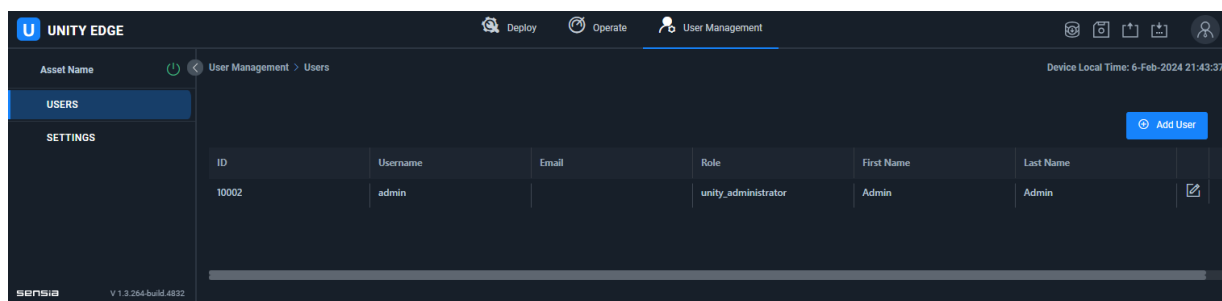 U UNITY EDGE
Deploy
Operate
User Management
Asset Name
User Management > Users
Device Local Time: 6-Feb-2024 21:43:37
USERS
SETTINGS
Add User
ID Username Email Role First Name Last Name
10002 admin unity_administrator Admin Admin
sensia V 1.3.264-build.4832